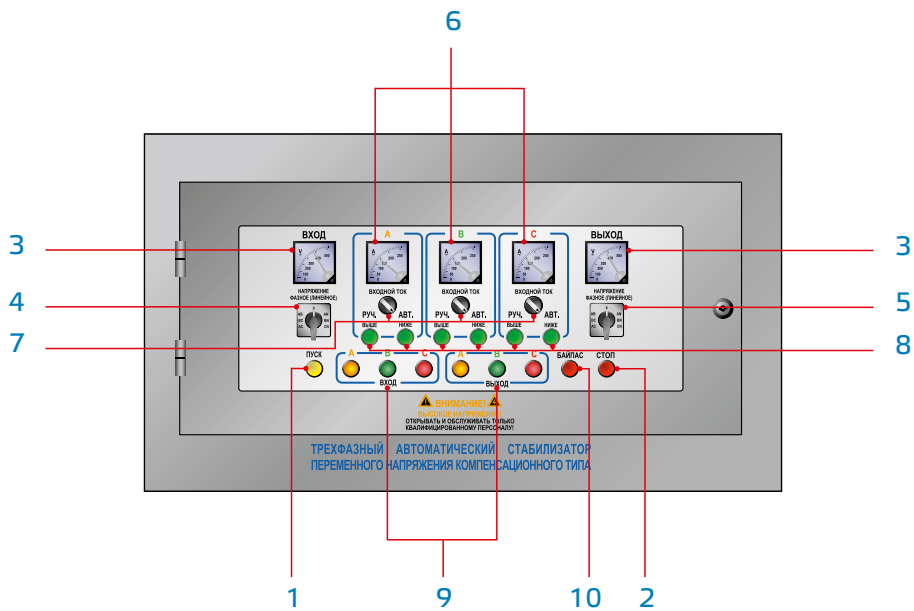 6
ВХОД
A
B
C
ВЫХОД
3
V
A
A
A
V
3
НАПРЯЖЕНИЕ
ФАЗНОЕ (ЛИНЕЙНОЕ)
ВХОДНОЙ ТОК
ВХОДНОЙ ТОК
ВХОДНОЙ ТОК
НАПРЯЖЕНИЕ
ФАЗНОЕ (ЛИНЕЙНОЕ)
4
5
7
РУЧ. АВТ.
РУЧ. АВТ.
РУЧ. АВТ.
ВЫШЕ НИЖЕ
ВЫШЕ НИЖЕ
ВЫШЕ НИЖЕ
8
ПУСК
A B C
ВХОД
A B C
ВЫХОД
БАЙПАС
СТОП
ВНИМАНИЕ!
ВЫСОКОЕ НАПРЯЖЕНИЕ!
ОТКРЫВАТЬ И ОБСЛУЖИВАТЬ ТОЛЬКО
КВАЛИФИЦИРОВАННОМУ ПЕРСОНАЛУ!
ТРЕХФАЗНЫЙ АВТОМАТИЧЕСКИЙ СТАБИЛИЗАТОР
ПЕРЕМЕННОГО НАПРЯЖЕНИЯ КОМПЕНСАЦИОННОГО ТИПА
1
9
10
2